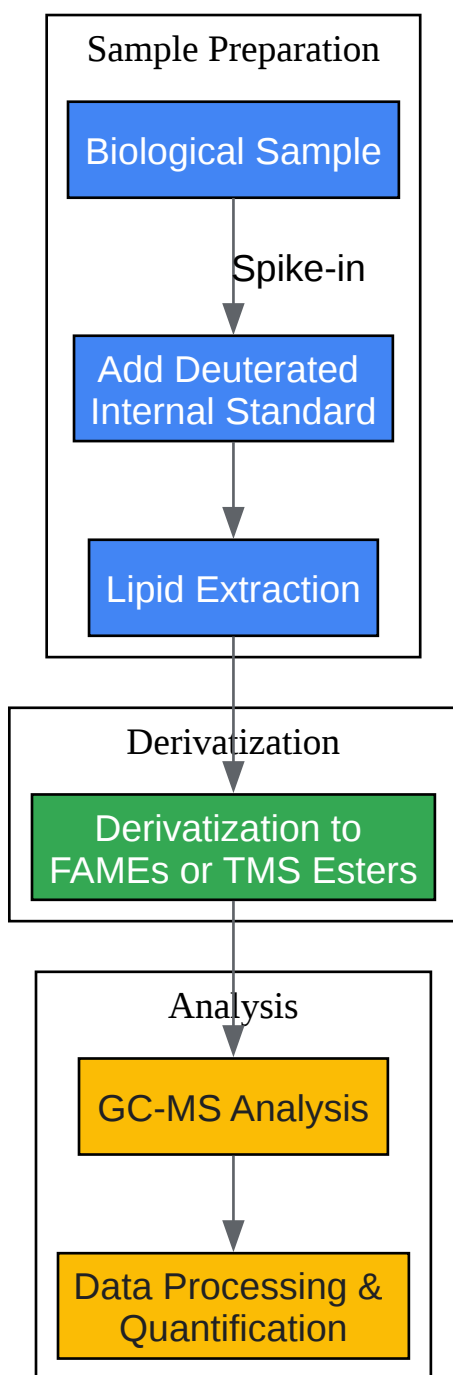 Sample Preparation
Biological Sample
Spike-in
Add Deuterated
Internal Standard
Lipid Extraction
Derivatization
Derivatization to
FAMEs or TMS Esters
Analysis
GC-MS Analysis
Data Processing &
Quantification